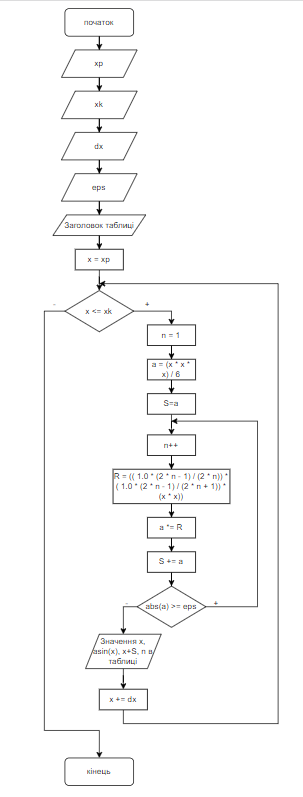 початок
xp
xk
dx
eps
Заголовок таблиці
x = xp
x <= xk
-
+
n = 1
a = (x * x *
x) / 6
S=a
n++
R = (( 1.0 * (2 * n - 1) / (2 * n)) *
( 1.0 * (2 * n - 1) / (2 * n + 1)) *
(x * x))
a *= R
S += a
abs(a) >= eps
-
+
Значення x,
asin(x), x+S, n в
таблиці
x += dx
кінець